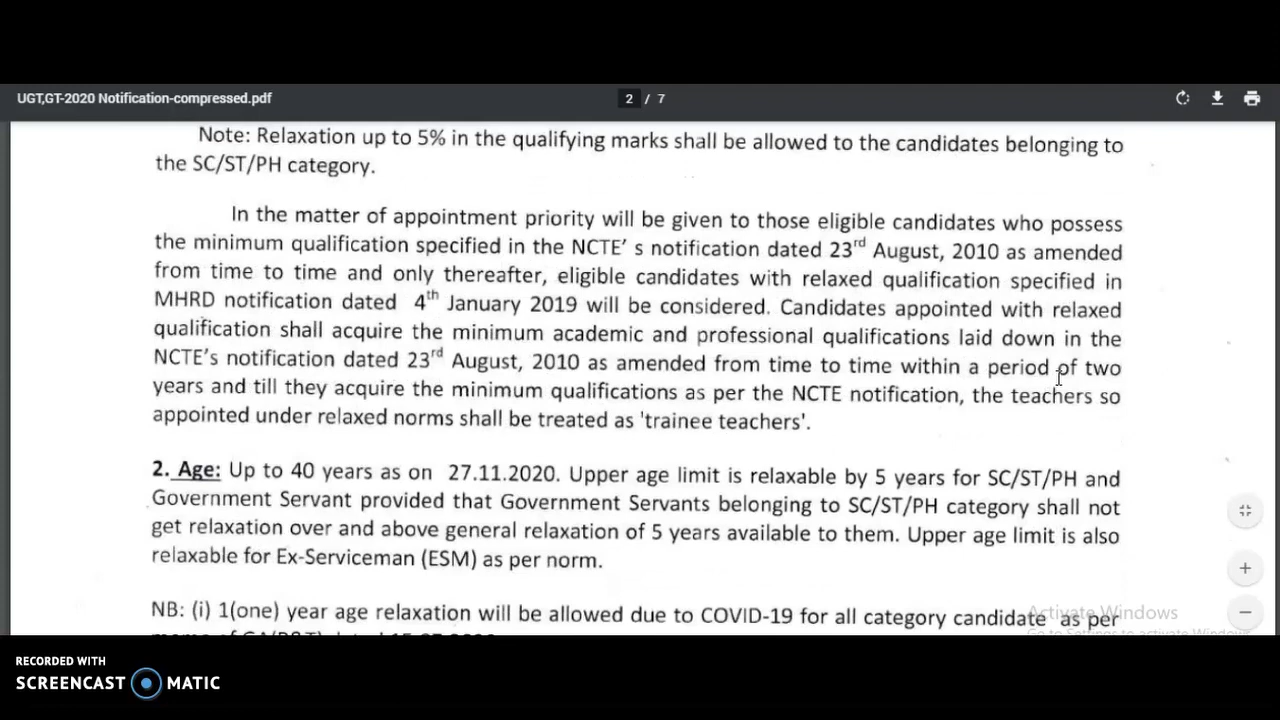 UGT,GT-2020 Notification-compressed.pdf
2 / 7
Note: Relaxation up to 5% in the qualifying marks shall be allowed to the candidates belonging to
the SC/ST/PH category.
In the matter of appointment priority will be given to those eligible candidates who possess
the minimum qualification specified in the NCTE' s notification dated 23rd August, 2010 as amended
from time to time and only thereafter, eligible candidates with relaxed qualification specified in
MHRD notification dated 4th January 2019 will be considered. Candidates appointed with relaxed
qualification shall acquire the minimum academic and professional qualifications laid down in the
NCTE's notification dated 23rd August, 2010 as amended from time to time within a period of two
years and till they acquire the minimum qualifications as per the NCTE notification, the teachers so
appointed under relaxed norms shall be treated as 'trainee teachers'.
2. Age: Up to 40 years as on 27.11.2020. Upper age limit is relaxable by 5 years for SC/ST/PH and
Government Servant provided that Government Servants belonging to SC/ST/PH category shall not
get relaxation over and above general relaxation of 5 years available to them. Upper age limit is also
relaxable for Ex-Serviceman (ESM) as per norm.
NB: (i) 1(one) year age relaxation will be allowed due to COVID-19 for all category candidate as per
Activate Windows
Go to Settings to activate Windows.
RECORDED WITH
SCREENCAST MATIC